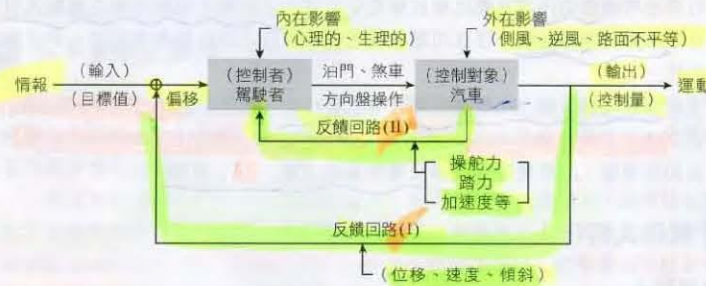 內在影響
(心理的、生理的)
外在影響
(側風、逆風、路面不平等)
情報
(輸入)
(目標值)
偏移
(控制者)
駕駛者
泊門、煞車
方向盤操作
(控制對象)
汽車
(輸出)
(控制量)
運動
反饋回路(II)
操舵力
踏力
加速度等
反饋回路(I)
(位移、速度、傾斜)